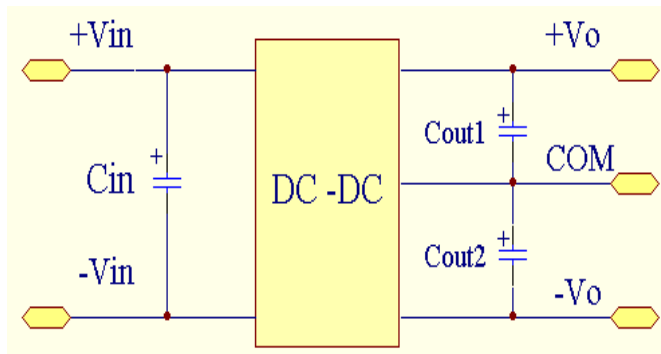 +Vin
+Vo
+
Cout1
+
COM
Cin
DC -DC
+
Cout2
-Vin
-Vo